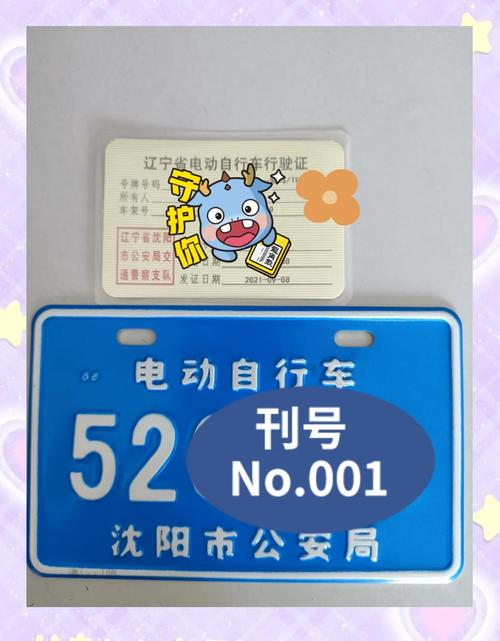 辽宁省电动自行车行驶证
号牌号码
所有人
车架号
守护你
辽宁省沈阳
市公安局交
通警察支队
发证日期 2021-09-08
电动自行车
52
刊号
No.001
沈阳市公安局